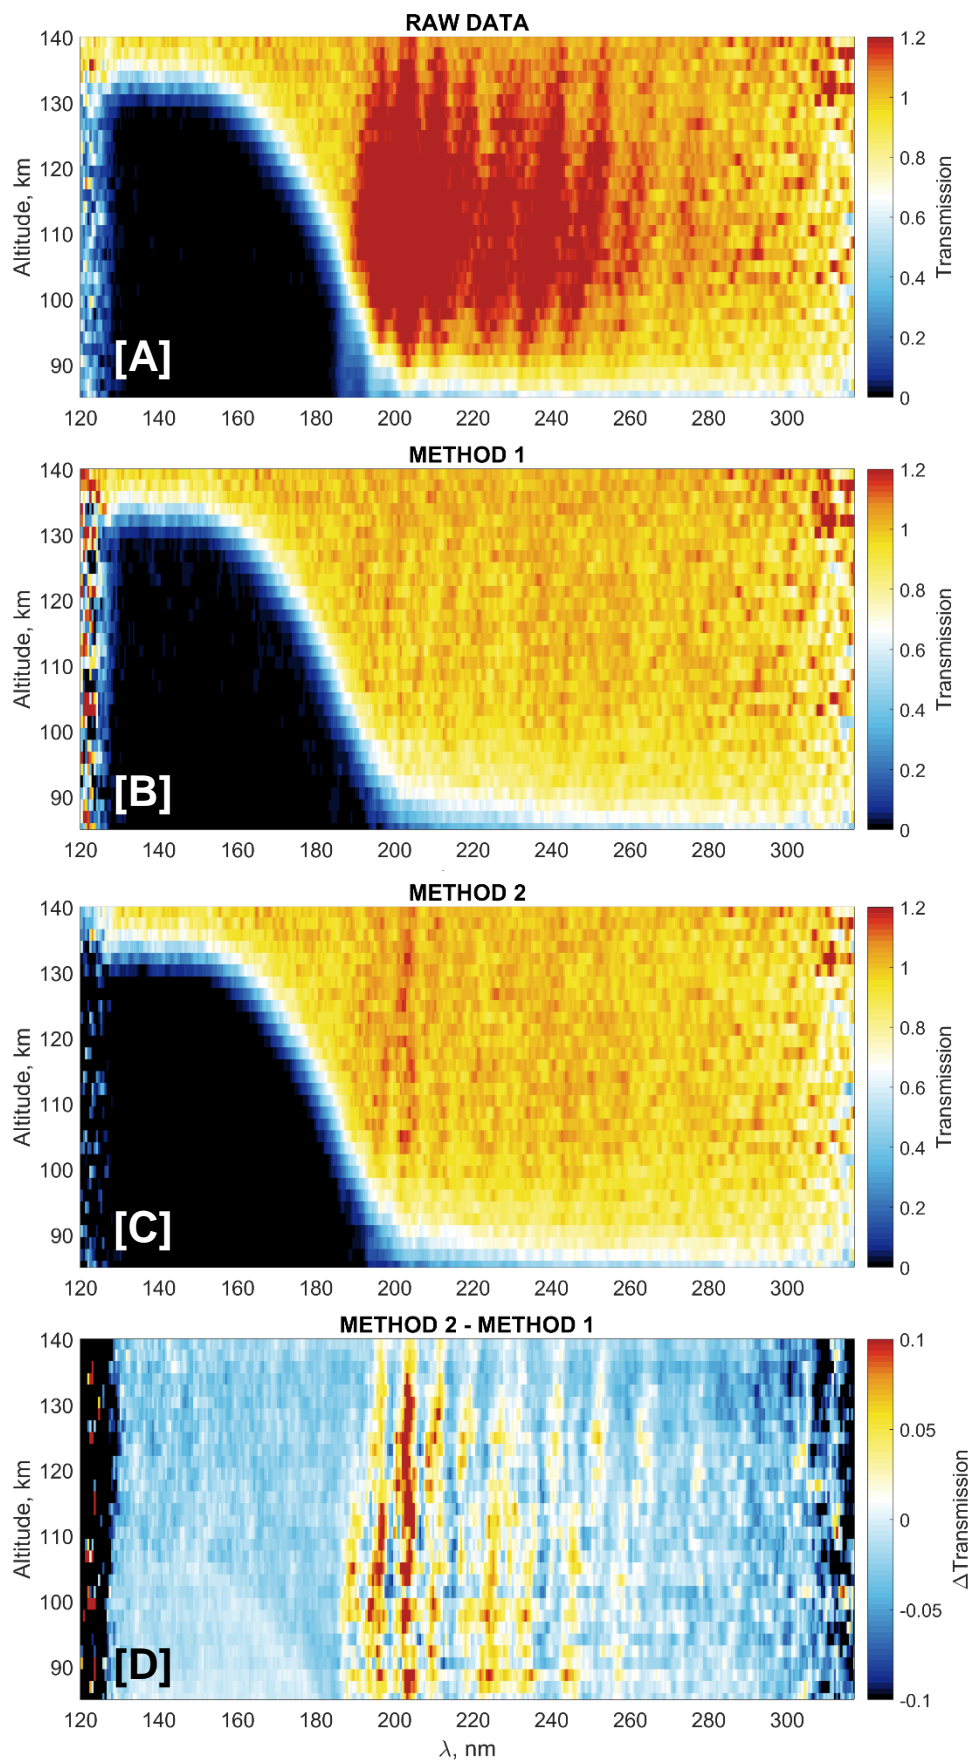 RAW DATA
140
130
120
110
100
90
Altitude, km
[A]
120 140 160 180 200 220 240 260 280 300
1.2
1
0.8
0.6
0.4
0.2
0
Transmission
METHOD 1
140
130
120
110
100
90
Altitude, km
[B]
120 140 160 180 200 220 240 260 280 300
1.2
1
0.8
0.6
0.4
0.2
0
Transmission
METHOD 2
140
130
120
110
100
90
Altitude, km
[C]
120 140 160 180 200 220 240 260 280 300
1.2
1
0.8
0.6
0.4
0.2
0
Transmission
METHOD 2 - METHOD 1
140
130
120
110
100
90
Altitude, km
[D]
120 140 160 180 200 220 240 260 280 300
λ, nm
0.1
0.05
0
-0.05
-0.1
ΔTransmission